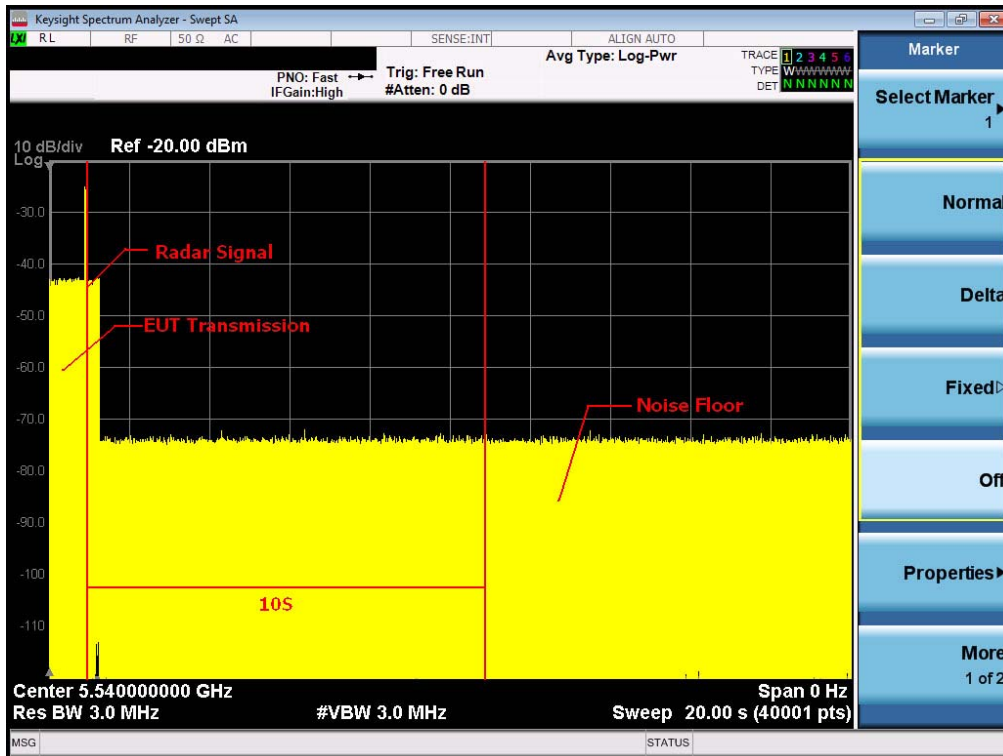 Keysight Spectrum Analyzer - Swept SA
LXI RL RF 50 Ω AC SENSE:INT ALIGN AUTO
Marker
PNO: Fast
IFGain:High
Trig: Free Run
#Atten: 0 dB
Avg Type: Log-Pwr
TRACE 1 2 3 4 5 6
TYPE WWWWWW
DET N N N N N N
Select Marker
1
10 dB/div
Log
Ref -20.00 dBm
Normal
-30.0
Radar Signal
-40.0
Delta
-50.0
EUT Transmission
-60.0
Fixed
Noise Floor
-70.0
-80.0
Off
-90.0
-100
Properties
10S
-110
More
1 of 2
Center 5.540000000 GHz
Span 0 Hz
Res BW 3.0 MHz
#VBW 3.0 MHz
Sweep 20.00 s (40001 pts)
MSG
STATUS